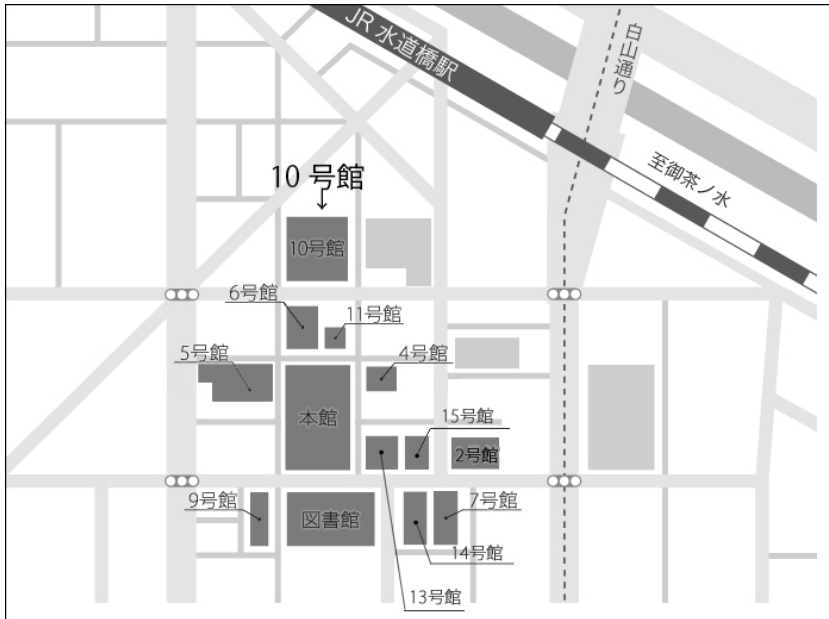 JR 水道橋駅
白山通り
至御茶ノ水
10 号館
↓
10号館
6号館
11号館
5号館
4号館
本館
15号館
2号館
9号館
図書館
7号館
14号館
13号館